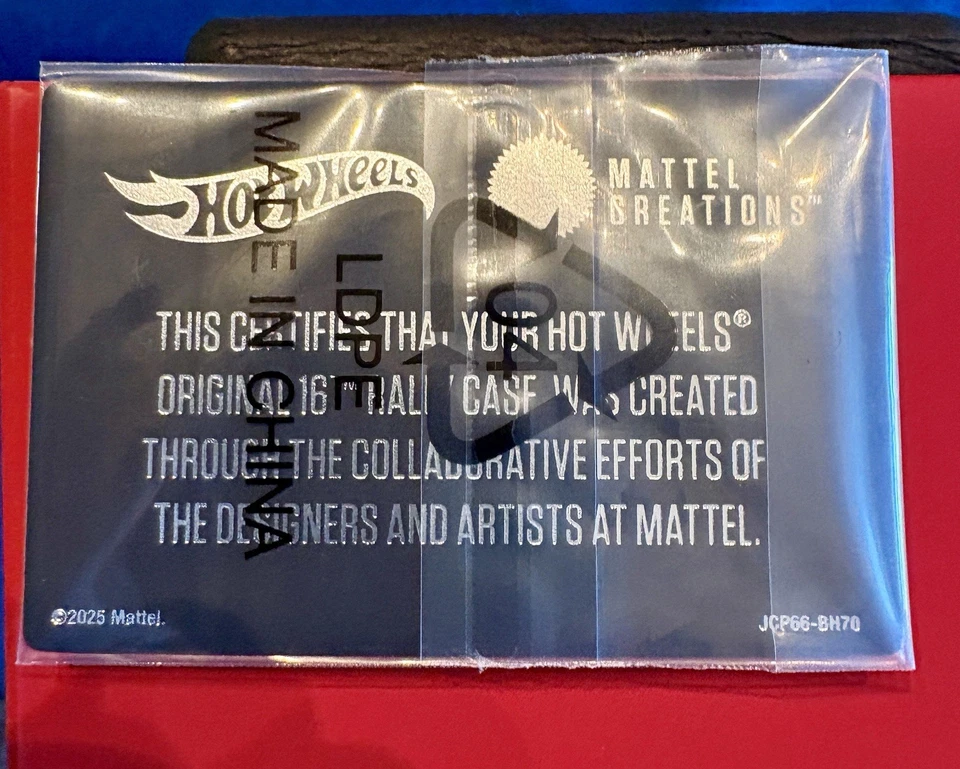 HOT WHEELS
MATTEL
CREATIONS™
THIS CERTIFIES THAT YOUR HOT WHEELS®
ORIGINAL 16™ RALLY CASE WAS CREATED
THROUGH THE COLLABORATIVE EFFORTS OF
THE DESIGNERS AND ARTISTS AT MATTEL.
©2025 Mattel.
JCP66-BH70
MADE IN CHINA
LDPE
04